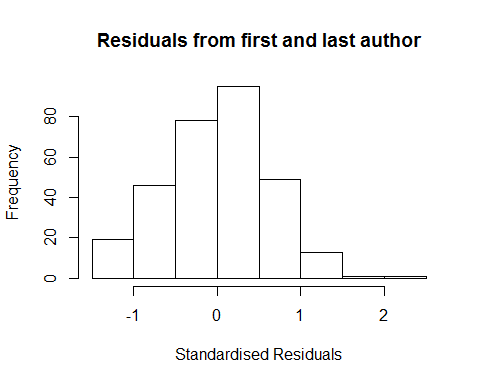 Residuals from first and last author
Frequency
80
60
40
20
0
-1 0 1 2
Standardised Residuals